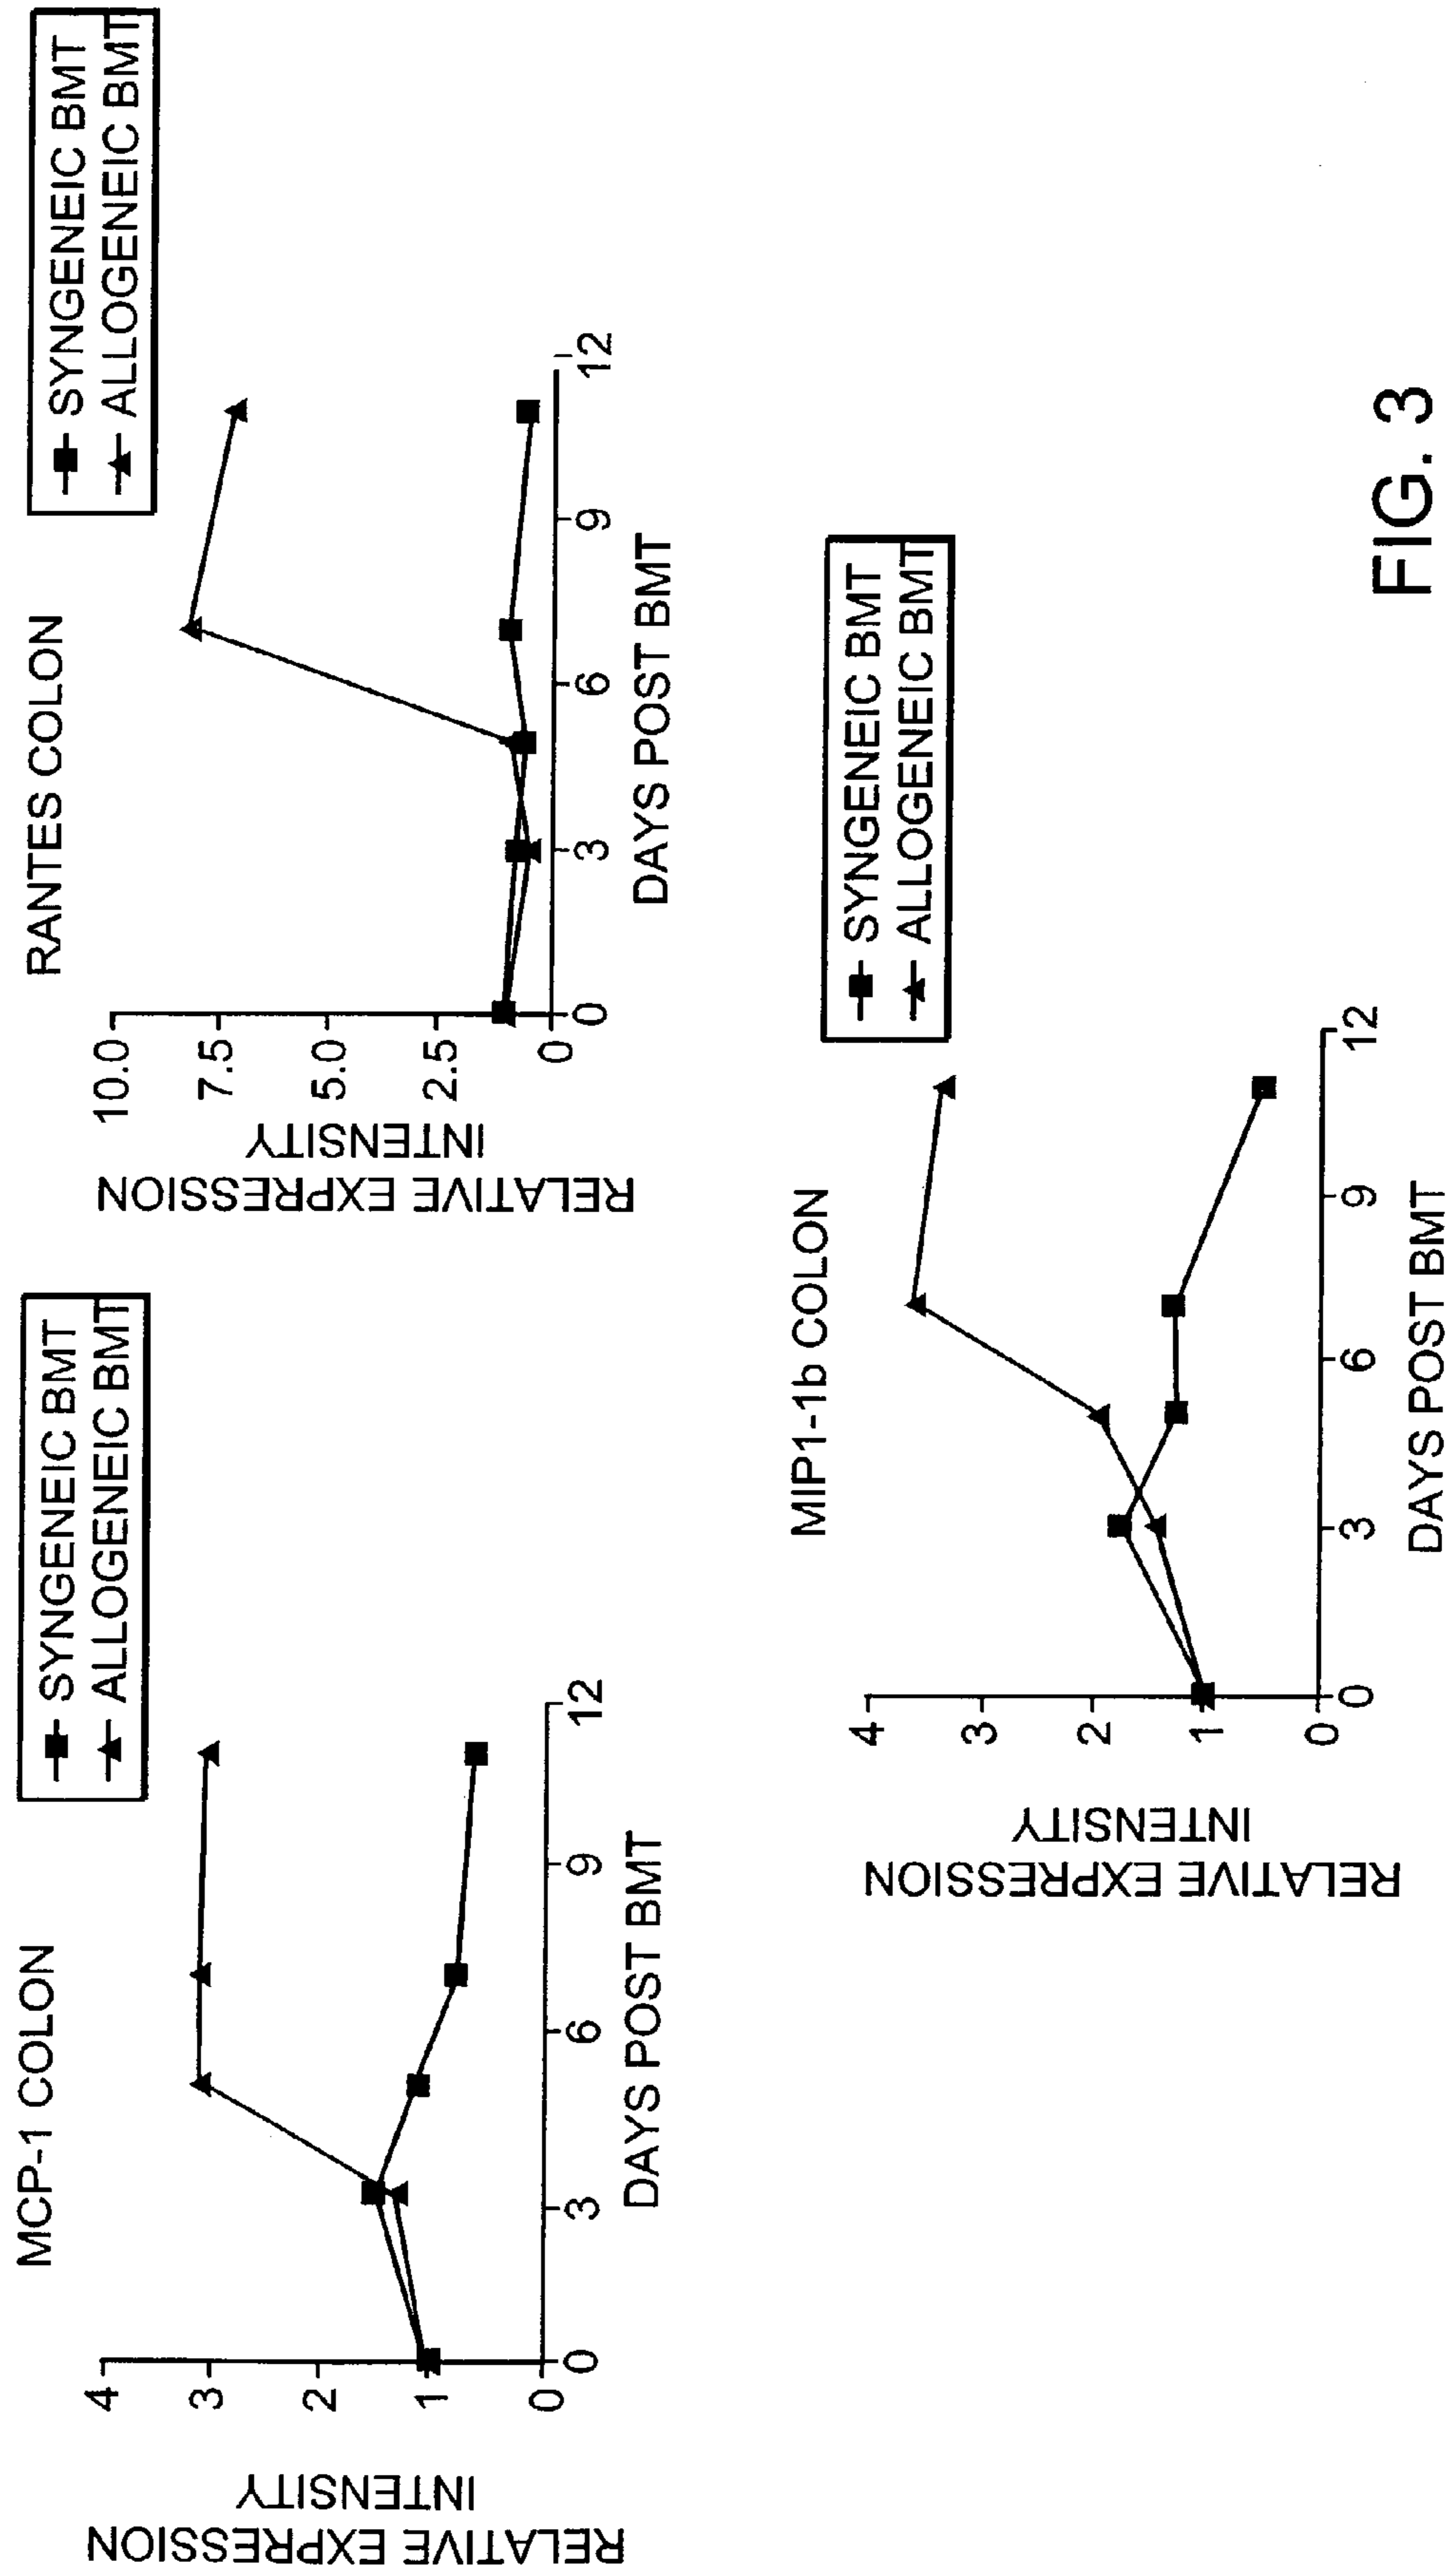 MCP-1 COLON
SYNGENEIC BMT
ALLOGENEIC BMT
RELATIVE EXPRESSION
INTENSITY
4
3
2
1
0
0 3 6 9 12
DAYS POST BMT
RANTES COLON
SYNGENEIC BMT
ALLOGENEIC BMT
RELATIVE EXPRESSION
INTENSITY
10.0
7.5
5.0
2.5
0
0 3 6 9 12
DAYS POST BMT
MIP1-1b COLON
SYNGENEIC BMT
ALLOGENEIC BMT
RELATIVE EXPRESSION
INTENSITY
4
3
2
1
0
0 3 6 9 12
DAYS POST BMT
FIG. 3